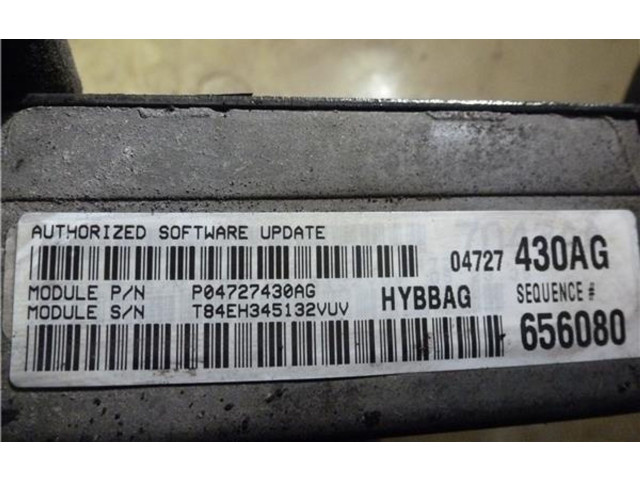 AUTHORIZED SOFTWARE UPDATE
04727 430AG
MODULE P/N P04727430AG
MODULE S/N T84EH345132VUV
HYBBAG
SEQUENCE #
656080